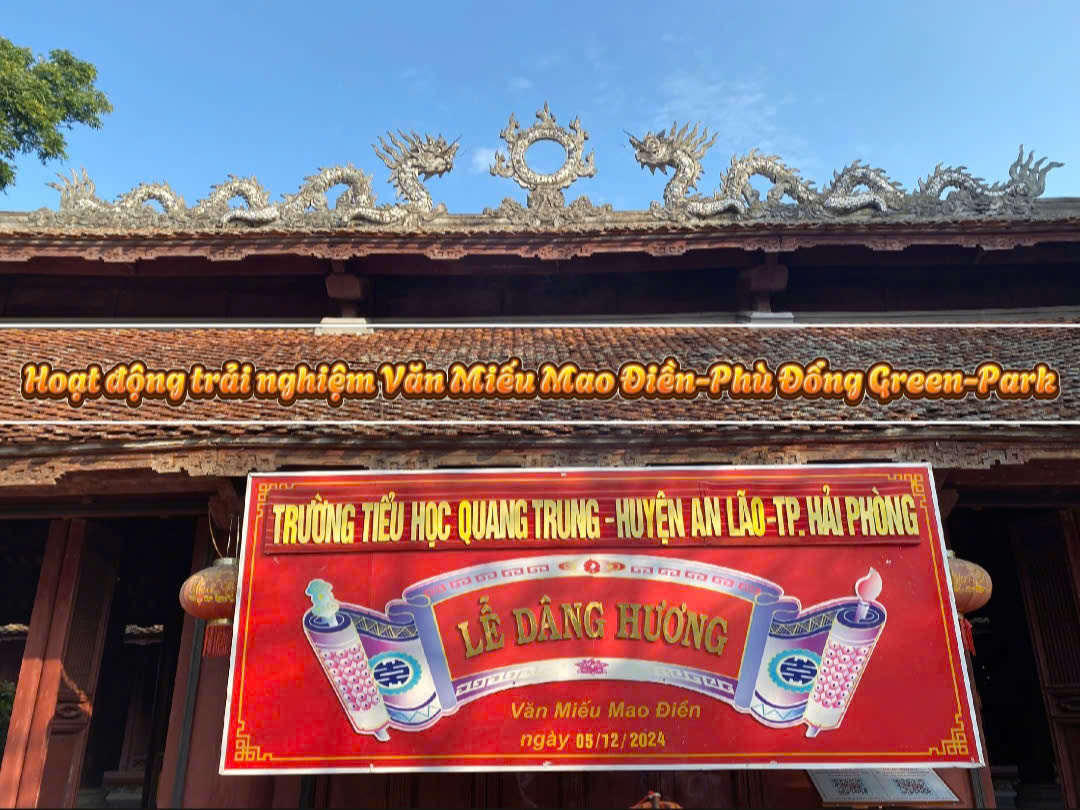 Hoạt động trải nghiệm Văn Miếu Mao Điền-Phù Đổng Green-Park
TRƯỜNG TIỂU HỌC QUANG TRUNG -HUYỆN AN LÃO-TP. HẢI PHÒNG
LỄ DÂNG HƯƠNG
Văn Miếu Mao Điền
ngày 05/12/2024